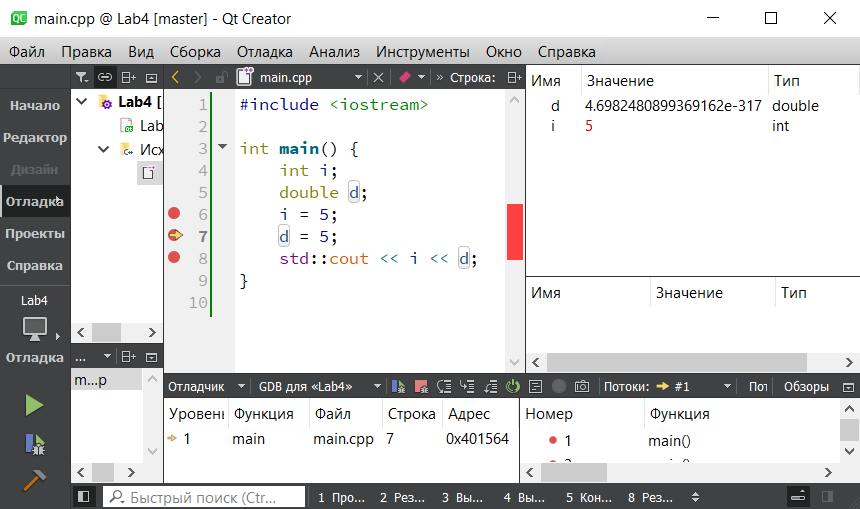 main.cpp @ Lab4 [master] - Qt Creator
Файл Правка Вид Сборка Отладка Анализ Инструменты Окно Справка
Начало
Редактор
Дизайн
Отладка
Проекты
Справка
Lab4
Отладка
Lab4 [
Lab
Исх
main.cpp
Строка:
1 #include <iostream>
2
3 int main() {
4 int i;
5 double d;
6 i = 5;
7 d = 5;
8 std::cout << i << d;
9 }
10
Имя Значение Тип
d 4.6982480899369162e-317 double
i 5 int
Имя Значение Тип
...
m...p
Отладчик GDB для «Lab4» Потоки: #1 Пот Обзоры
Уровень Функция Файл Строка Адрес
1 main main.cpp 7 0x401564
Номер Функция
1 main()
Быстрый поиск (Ctr...
1 Про... 2 Рез... 3 Вы... 4 Вы... 5 Кон... 8 Рез...